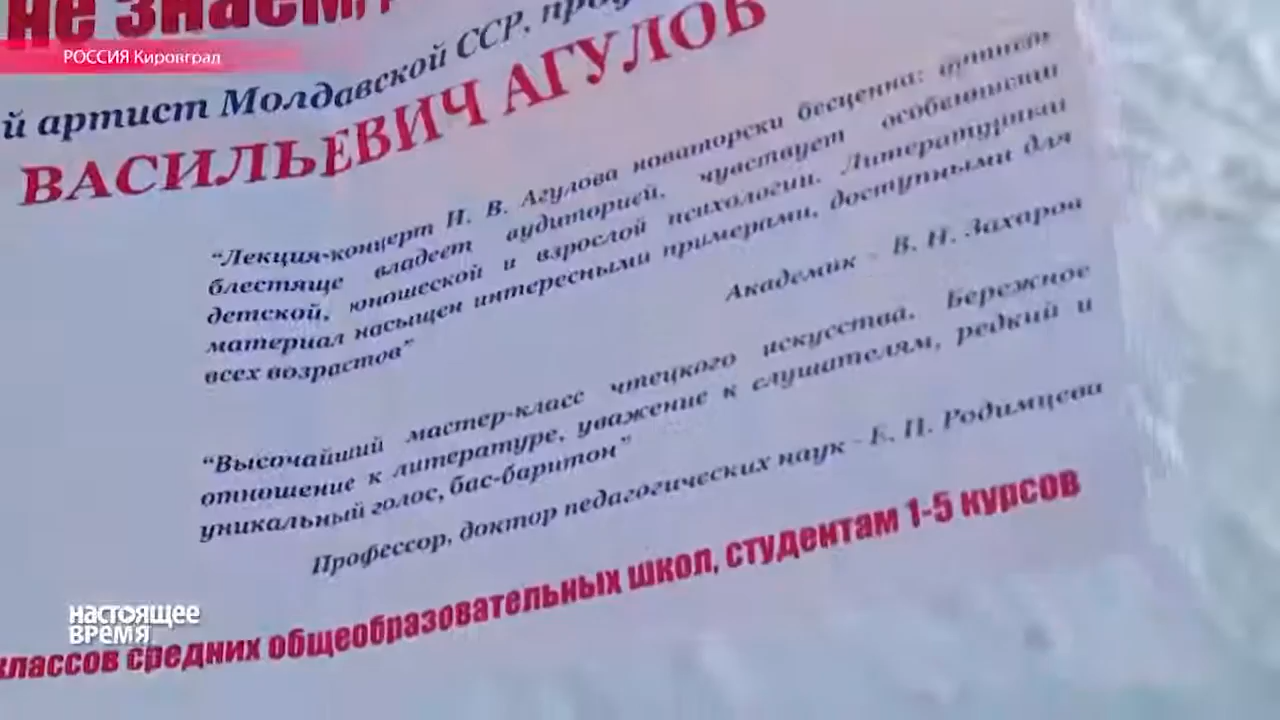 не знаем,
РОССИЯ Кировград
й артист Молдавской ССР,
ВАСИЛЬЕВИЧ АГУЛОВ
“Лекция-концерт Н. В. Агулова новаторски бесценна: артист
блестяще владеет аудиторией, чувствует особенности
детской, юношеской и взрослой психологии. Литературный
материал насыщен интересными примерами, доступными для
всех возрастов”
Академик - В. Н. Захаров
“Высочайший мастер-класс чтецкого искусства. Бережное
отношение к литературе, уважение к слушателям, редкий и
уникальный голос, бас-баритон”
Профессор, доктор педагогических наук - Е. П. Родимцева
классов средних общеобразовательных школ, студентам 1-5 курсов
НАСТОЯЩЕЕ
ВРЕМЯ